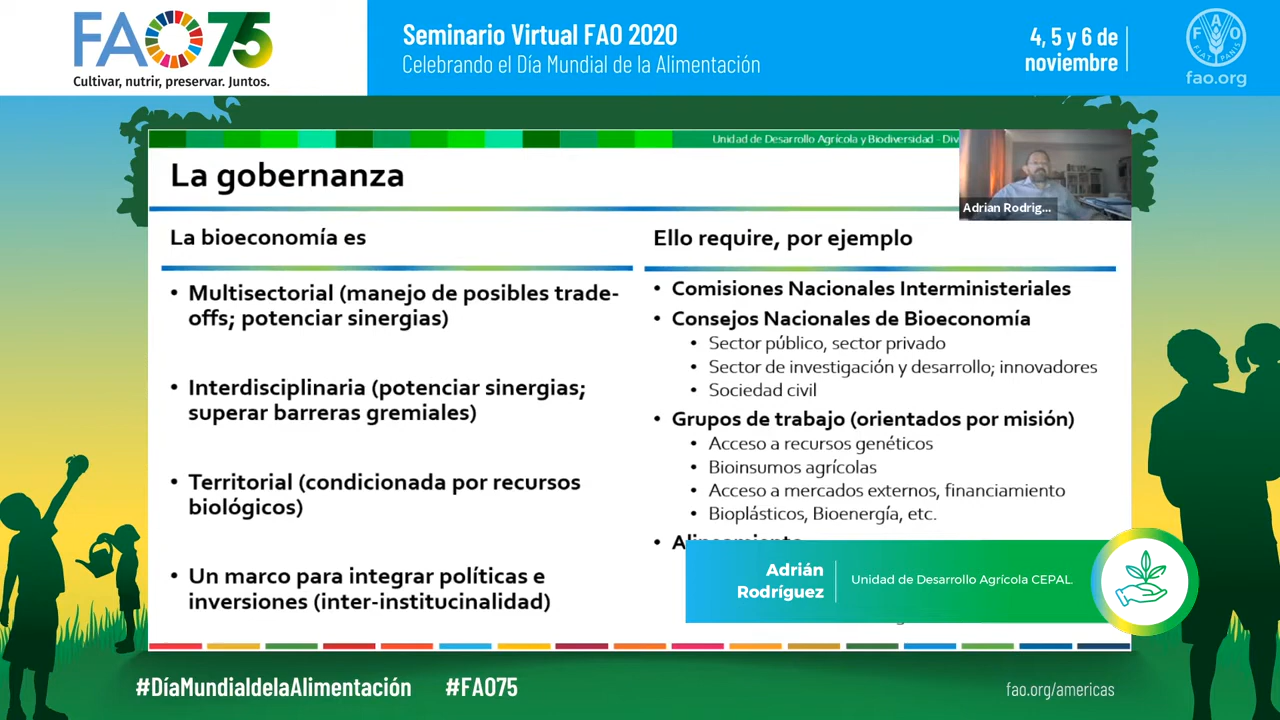 FAO75
Cultivar, nutrir, preservar. Juntos.
Seminario Virtual FAO 2020
Celebrando el Día Mundial de la Alimentación
4, 5 y 6 de
noviembre
FAO
FIAT PANIS
fao.org
Unidad de Desarrollo Agrícola y Biodiversidad - Div
Adrian Rodrig...
La gobernanza
La bioeconomía es
• Multisectorial (manejo de posibles trade-
offs; potenciar sinergias)
• Interdisciplinaria (potenciar sinergias;
superar barreras gremiales)
• Territorial (condicionada por recursos
biológicos)
• Un marco para integrar políticas e
inversiones (inter-institucinalidad)
Ello require, por ejemplo
• Comisiones Nacionales Interministeriales
• Consejos Nacionales de Bioeconomía
• Sector público, sector privado
• Sector de investigación y desarrollo; innovadores
• Sociedad civil
• Grupos de trabajo (orientados por misión)
• Acceso a recursos genéticos
• Bioinsumos agrícolas
• Acceso a mercados externos, financiamiento
• Bioplásticos, Bioenergía, etc.
• Alineamiento
Adrián
Rodríguez
Unidad de Desarrollo Agrícola CEPAL.
#DíaMundialdelaAlimentación
#FAO75
fao.org/americas